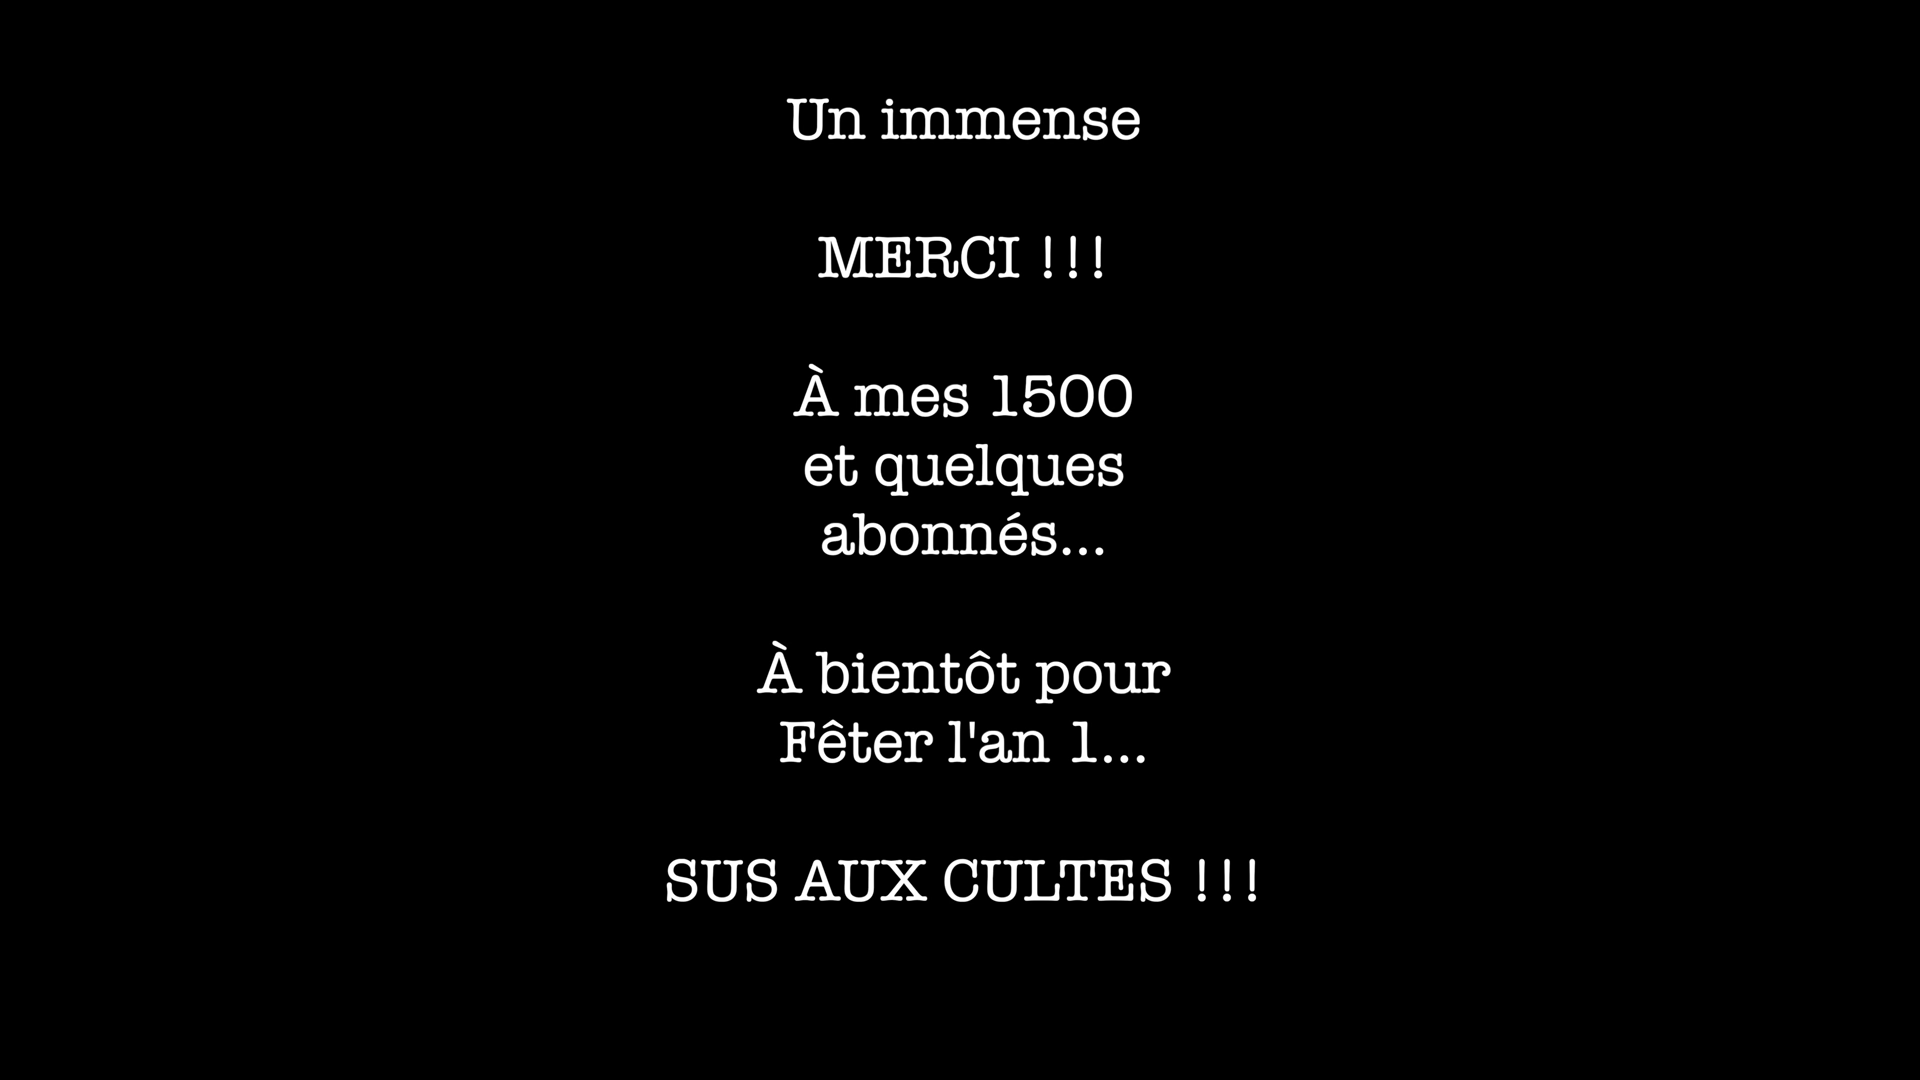 Un immense
MERCI !!!
À mes 1500
et quelques
abonnés...
À bientôt pour
Fêter l'an 1...
SUS AUX CULTES !!!